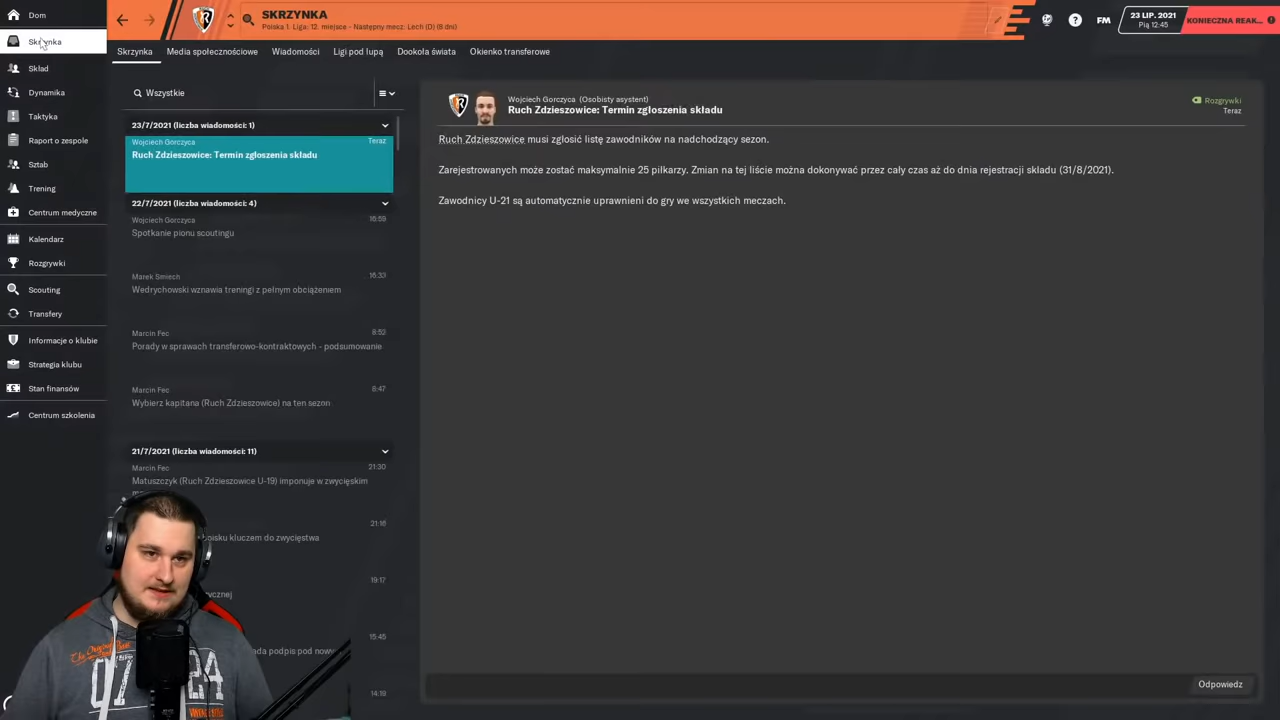 Dom
Skrzynka
Skład
Dynamika
Taktyka
Raport o zespole
Sztab
Trening
Centrum medyczne
Kalendarz
Rozgrywki
Scouting
Transfery
Informacje o klubie
Strategia klubu
Stan finansów
Centrum szkolenia
SKRZYNKA
Polska 1. Liga: 12. miejsce - Następny mecz: Lech (D) (8 dni)
FM
23 LIP. 2021
Pią 12:45
KONIECZNA REAK...
Skrzynka Media społecznościowe Wiadomości Ligi pod lupą Dookoła świata Okienko transferowe
Wszystkie
23/7/2021 (liczba wiadomości: 1)
Wojciech Gorczyca Teraz
Ruch Zdzieszowice: Termin zgłoszenia składu
22/7/2021 (liczba wiadomości: 4)
Wojciech Gorczyca 16:59
Spotkanie pionu scoutingu
Marek Śmiech 16:33
Wędrychowski wznawia treningi z pełnym obciążeniem
Marcin Fec 8:52
Porady w sprawach transferowo-kontraktowych - podsumowanie
Marcin Fec 8:47
Wybierz kapitana (Ruch Zdzieszowice) na ten sezon
21/7/2021 (liczba wiadomości: 11)
Marcin Fec 21:30
Matuszczyk (Ruch Zdzieszowice U-19) imponuje w zwycięskim
21:16
boisku kluczem do zwycięstwa
19:17
15:45
podpis pod
14:19
Wojciech Gorczyca (Osobisty asystent)
Ruch Zdzieszowice: Termin zgłoszenia składu
Rozgrywki
Teraz
Ruch Zdzieszowice musi zgłosić listę zawodników na nadchodzący sezon.
Zarejestrowanych może zostać maksymalnie 25 piłkarzy. Zmian na tej liście można dokonywać przez cały czas aż do dnia rejestracji składu (31/8/2021).
Zawodnicy U-21 są automatycznie uprawnieni do gry we wszystkich meczach.
Odpowiedz